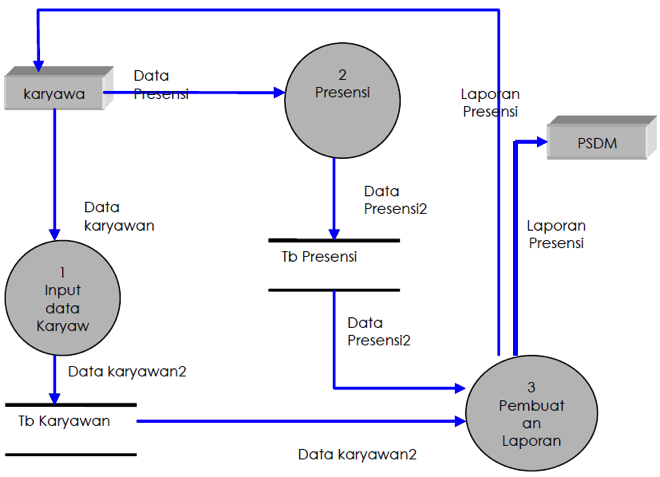 karyawa
Data
Presensi
2
Presensi
Laporan
Presensi
PSDM
Data
karyawan
Data
Presensi2
Laporan
Presensi
Tb Presensi
1
Input
data
Karyaw
Data
Presensi2
Data karyawan2
3
Pembuat
an
Laporan
Tb Karyawan
Data karyawan2